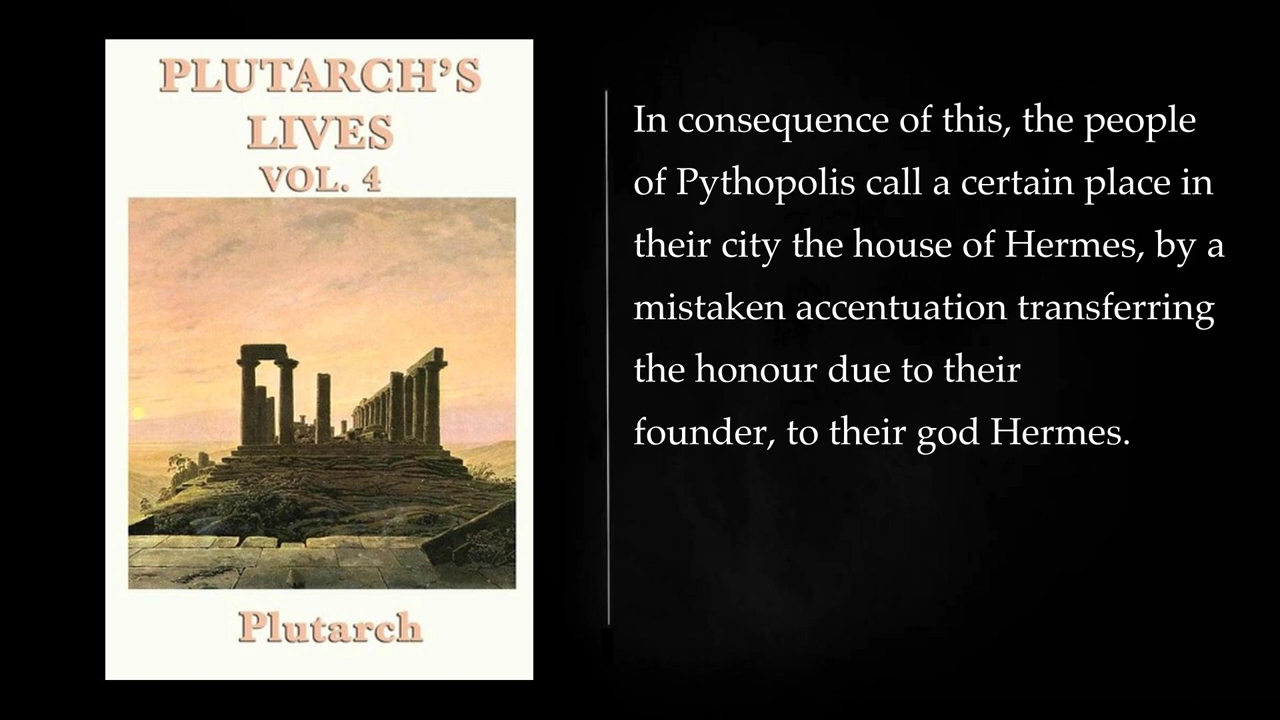 PLUTARCH'S
LIVES
VOL. 4
Plutarch
In consequence of this, the people
of Pythopolis call a certain place in
their city the house of Hermes, by a
mistaken accentuation transferring
the honour due to their
founder, to their god Hermes.